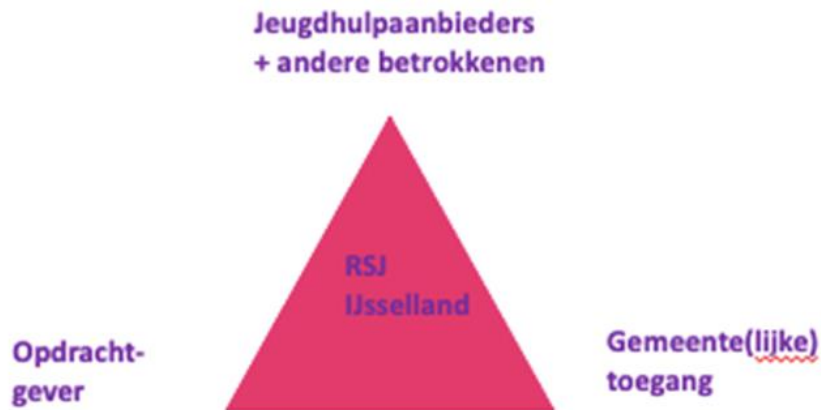 Jeugdhulpaanbieders
+ andere betrokkenen
RSJ
IJsselland
Opdracht-
gever
Gemeente(lijke)
toegang